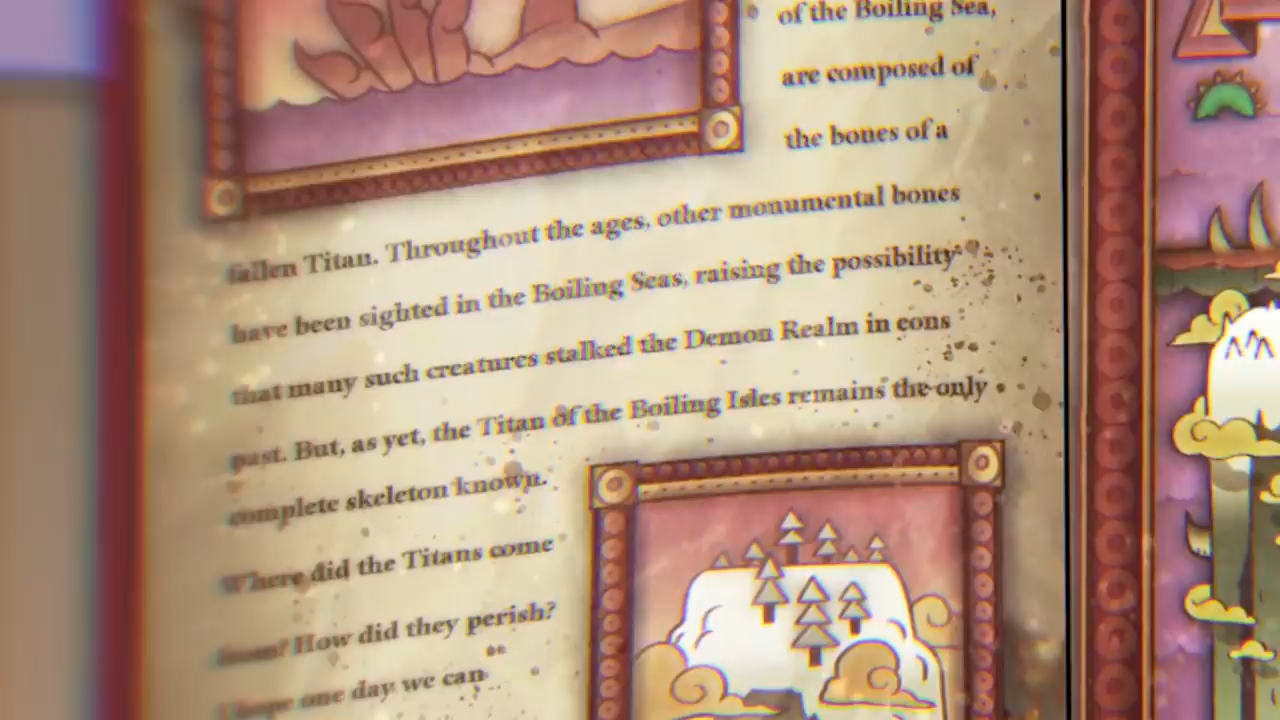 of the Boiling Sea,
are composed of
the bones of a
fallen Titan. Throughout the ages, other monumental bones
have been sighted in the Boiling Seas, raising the possibility
that many such creatures stalked the Demon Realm in eons
past. But, as yet, the Titan of the Boiling Isles remains the only
complete skeleton known.
Where did the Titans come
from? How did they perish?
I hope one day we can